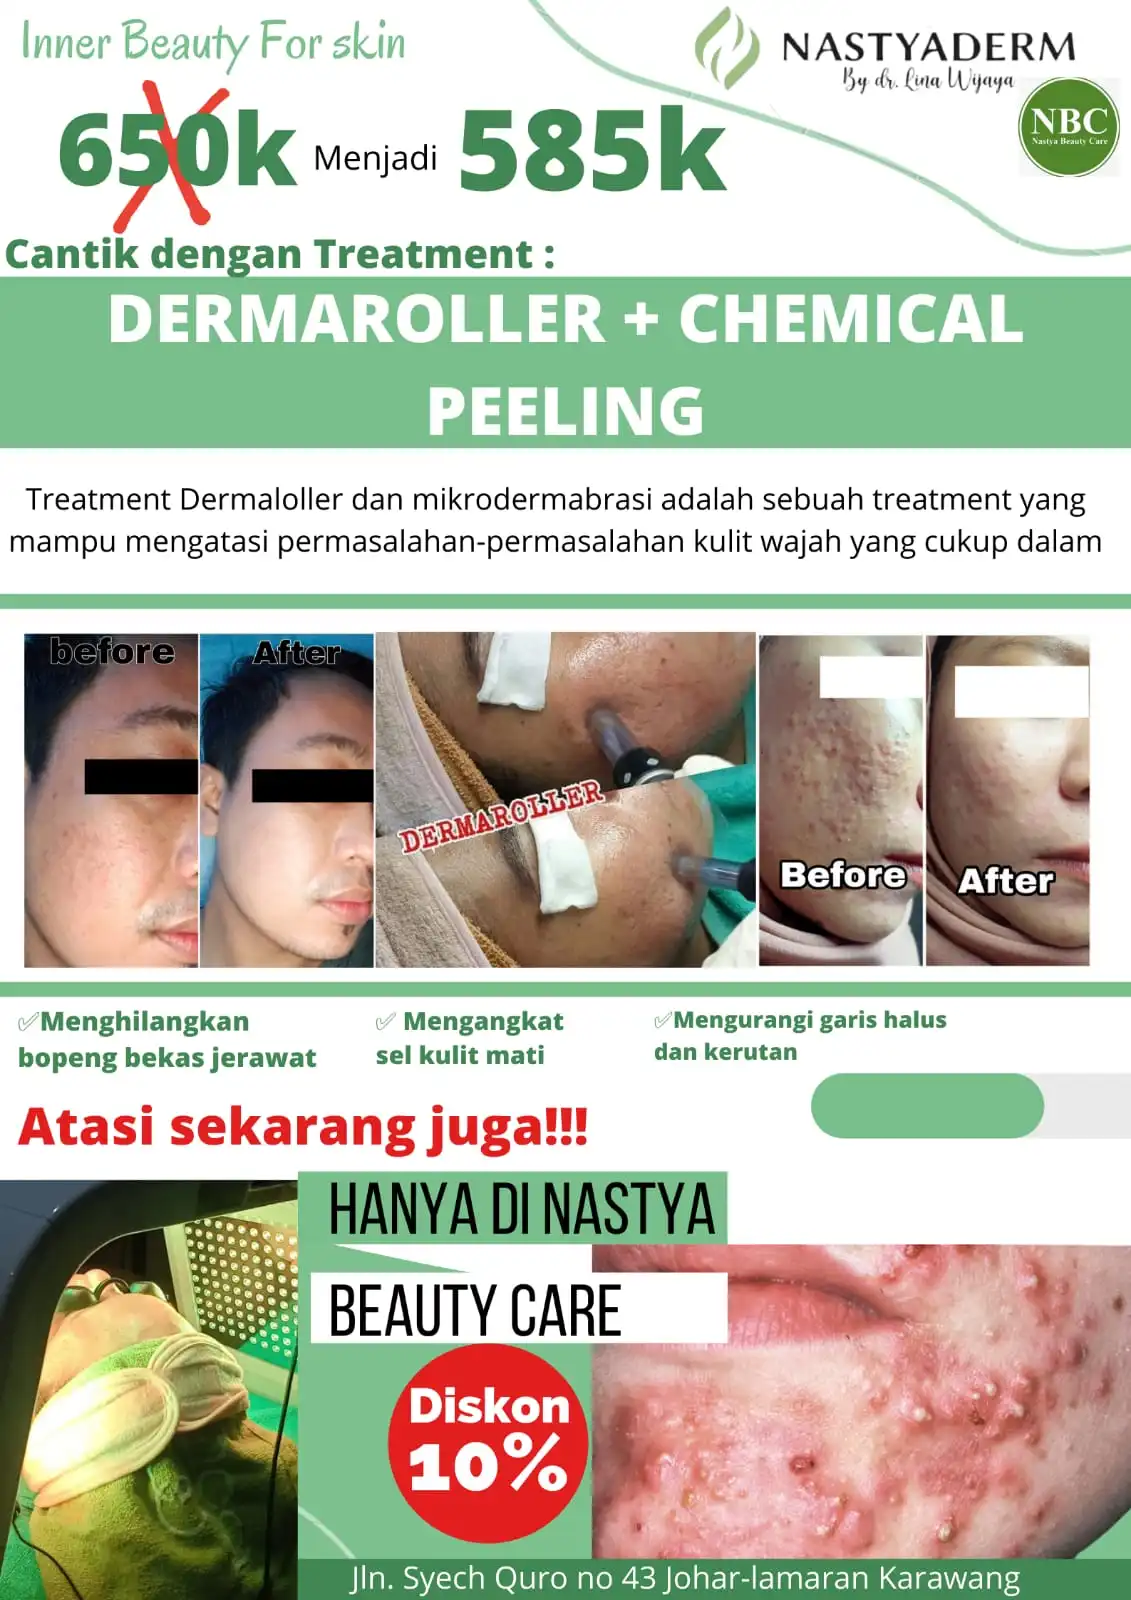 Inner Beauty For skin
NASTYADERM
By dr. Lina Wijaya
NBC
Nastya Beauty Care
650k Menjadi 585k
Cantik dengan Treatment :
DERMAROLLER + CHEMICAL
PEELING
Treatment Dermaloller dan mikrodermabrasi adalah sebuah treatment yang
mampu mengatasi permasalahan-permasalahan kulit wajah yang cukup dalam
before
After
DERMAROLLER
Before
After
✅Menghilangkan
bopeng bekas jerawat
✅ Mengangkat
sel kulit mati
✅Mengurangi garis halus
dan kerutan
Atasi sekarang juga!!!
HANYA DI NASTYA
BEAUTY CARE
Diskon
10%
Jln. Syech Quro no 43 Johar-lamaran Karawang